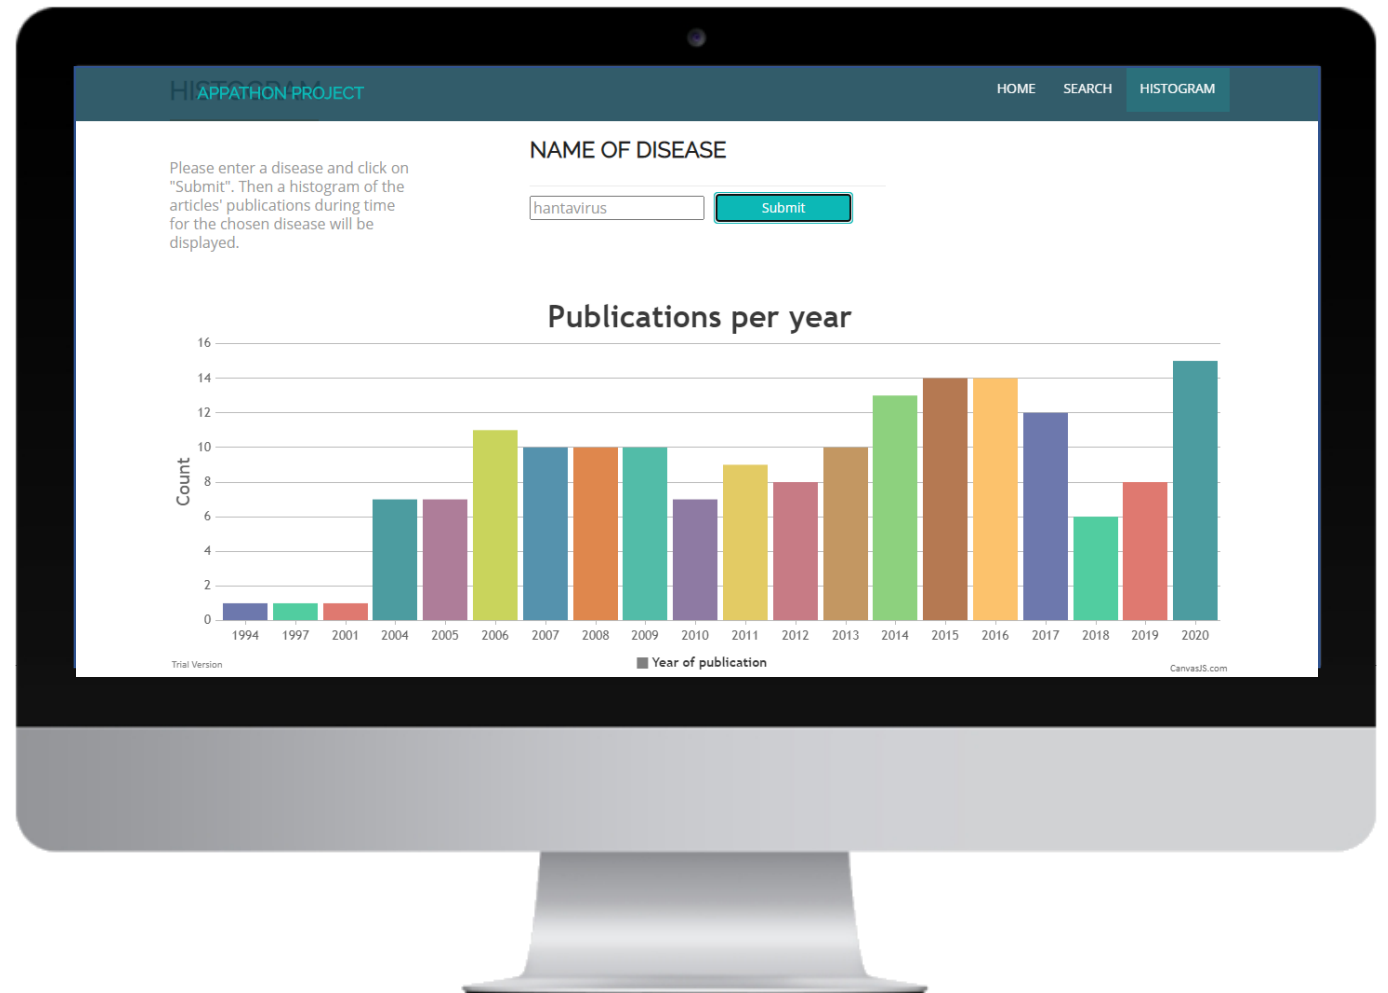 HISTOGRAM
APPATHON PROJECT
HOME SEARCH HISTOGRAM
Please enter a disease and click on
"Submit". Then a histogram of the
articles' publications during time
for the chosen disease will be
displayed.
NAME OF DISEASE
hantavirus Submit
Publications per year
16
14
12
10
8
6
4
2
0
Count
1994 1997 2001 2004 2005 2006 2007 2008 2009 2010 2011 2012 2013 2014 2015 2016 2017 2018 2019 2020
Year of publication
Trial Version
CanvasJS.com